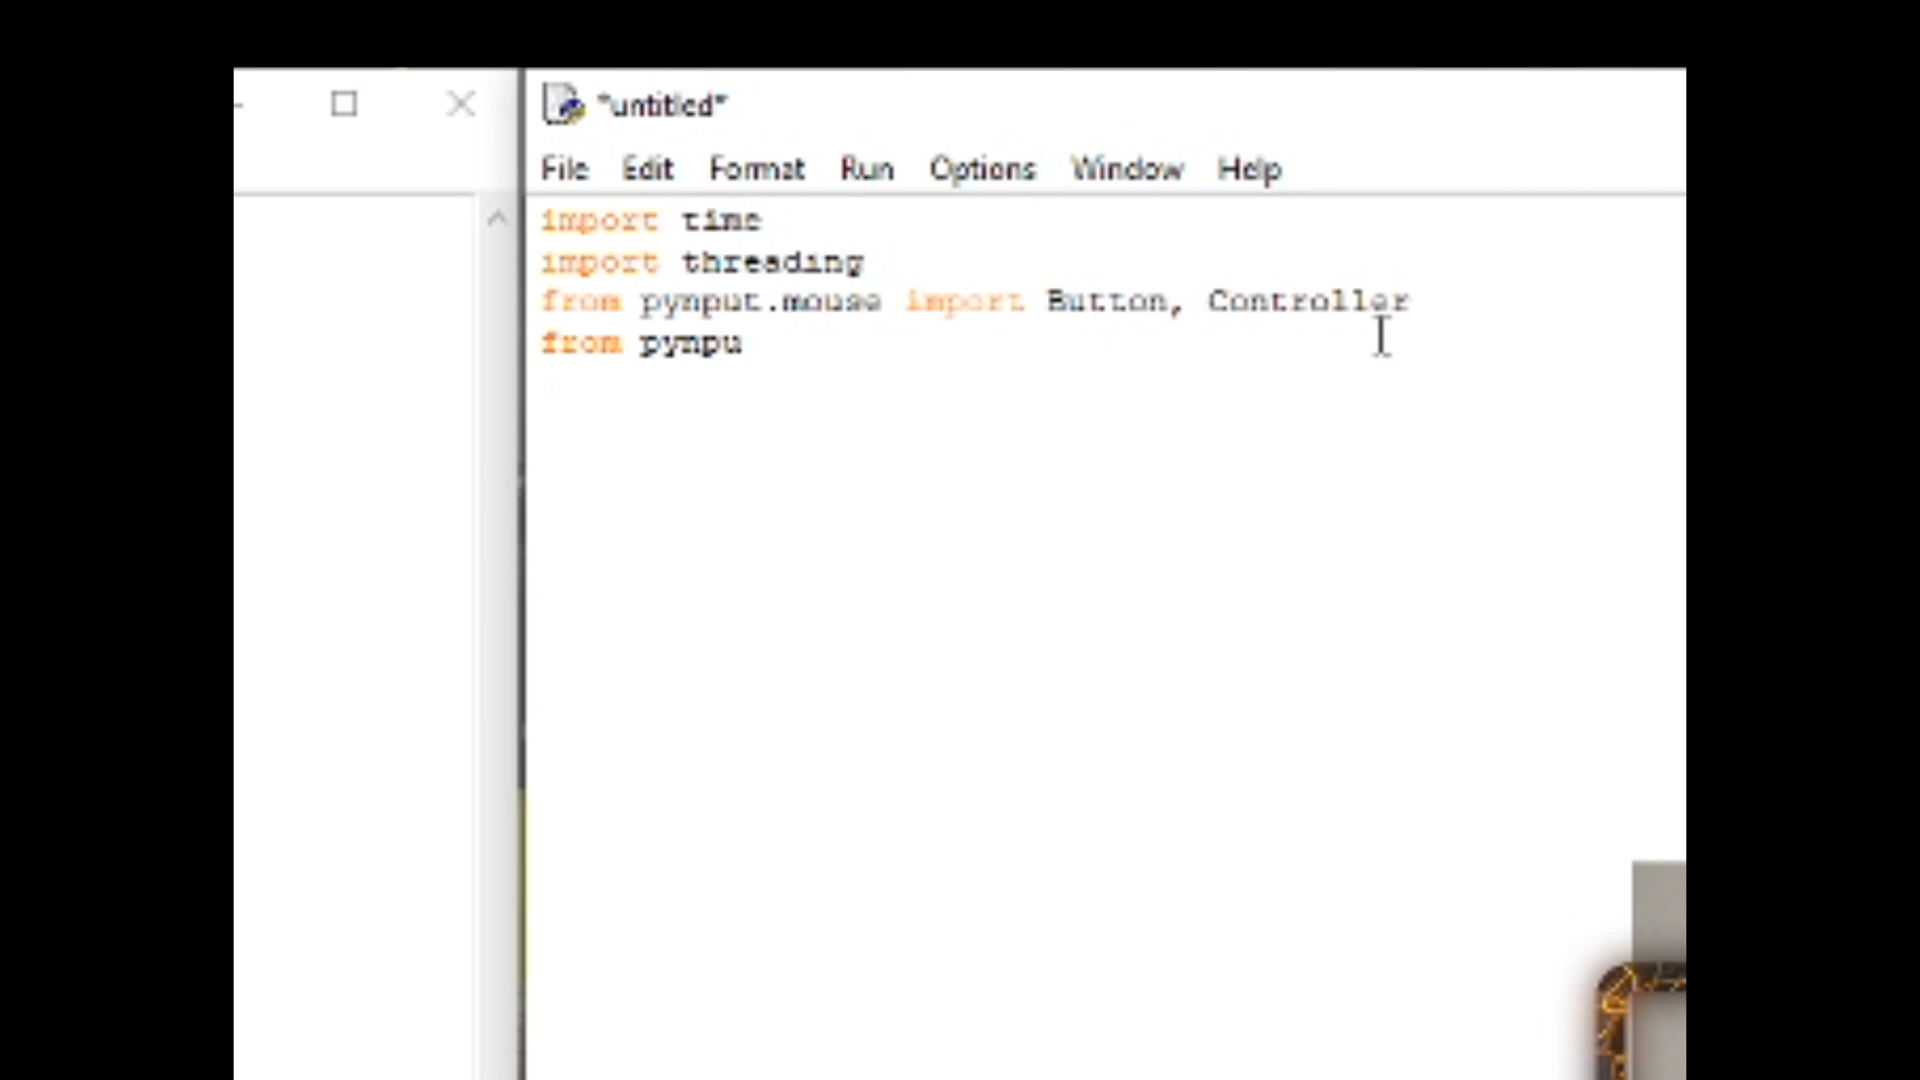 *untitled*
File Edit Format Run Options Window Help
import time
import threading
from pynput.mouse import Button, Controller
from pynpu